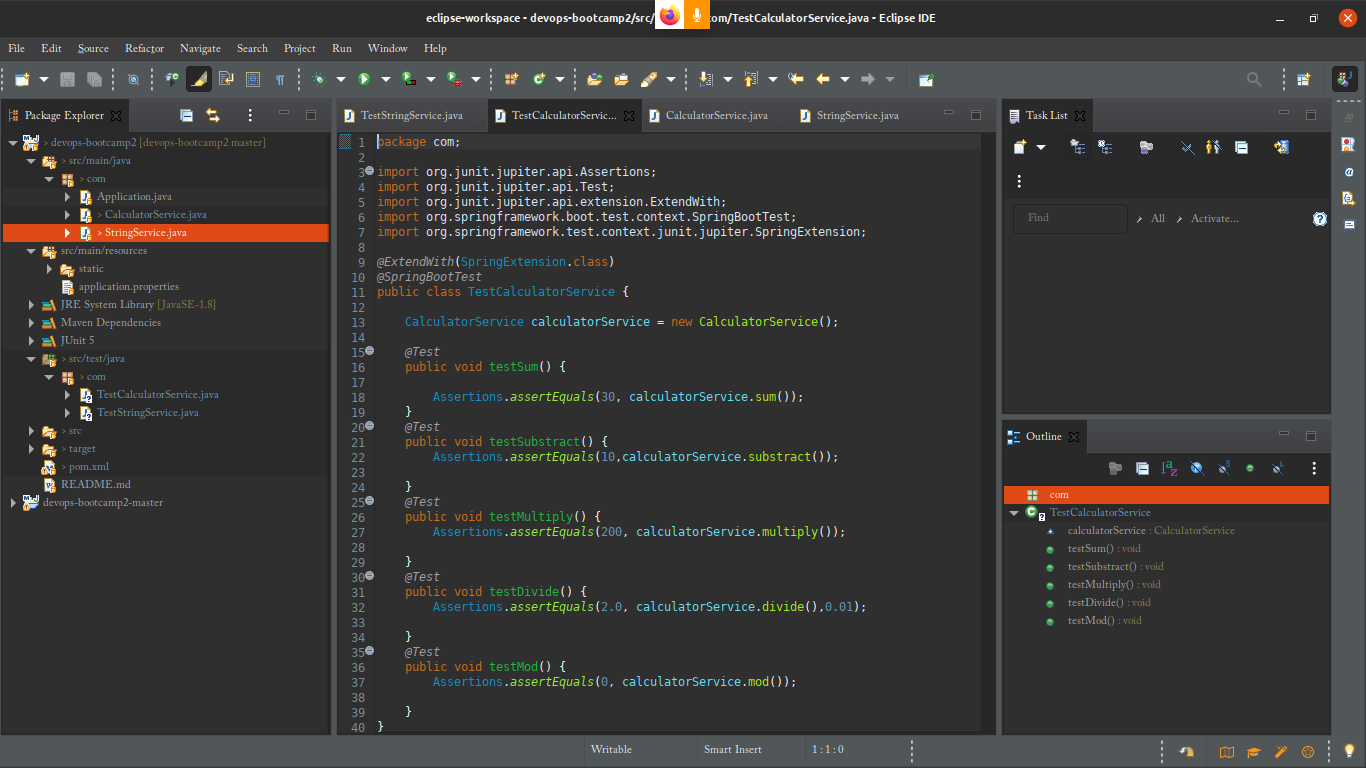 eclipse-workspace - devops-bootcamp2/src/ com/TestCalculatorService.java - Eclipse IDE
File Edit Source Refactor Navigate Search Project Run Window Help
Package Explorer
> devops-bootcamp2 [devops-bootcamp2 master]
> src/main/java
> com
Application.java
> CalculatorService.java
> StringService.java
src/main/resources
static
application.properties
JRE System Library [JavaSE-1.8]
Maven Dependencies
JUnit 5
> src/test/java
> com
TestCalculatorService.java
TestStringService.java
> src
> target
> pom.xml
README.md
devops-bootcamp2-master
TestStringService.java TestCalculatorServic... CalculatorService.java StringService.java
1 package com;
2
3 import org.junit.jupiter.api.Assertions;
4 import org.junit.jupiter.api.Test;
5 import org.junit.jupiter.api.extension.ExtendWith;
6 import org.springframework.boot.test.context.SpringBootTest;
7 import org.springframework.test.context.junit.jupiter.SpringExtension;
8
9 @ExtendWith(SpringExtension.class)
10 @SpringBootTest
11 public class TestCalculatorService {
12
13 CalculatorService calculatorService = new CalculatorService();
14
15 @Test
16 public void testSum() {
17
18 Assertions.assertEquals(30, calculatorService.sum());
19 }
20 @Test
21 public void testSubstract() {
22 Assertions.assertEquals(10,calculatorService.substract());
23
24 }
25 @Test
26 public void testMultiply() {
27 Assertions.assertEquals(200, calculatorService.multiply());
28
29 }
30 @Test
31 public void testDivide() {
32 Assertions.assertEquals(2.0, calculatorService.divide(),0.01);
33
34 }
35 @Test
36 public void testMod() {
37 Assertions.assertEquals(0, calculatorService.mod());
38
39 }
40 }
Task List
Find All Activate...
Outline
com
TestCalculatorService
calculatorService : CalculatorService
testSum() : void
testSubstract() : void
testMultiply() : void
testDivide() : void
testMod() : void
Writable Smart Insert 1 : 1 : 0